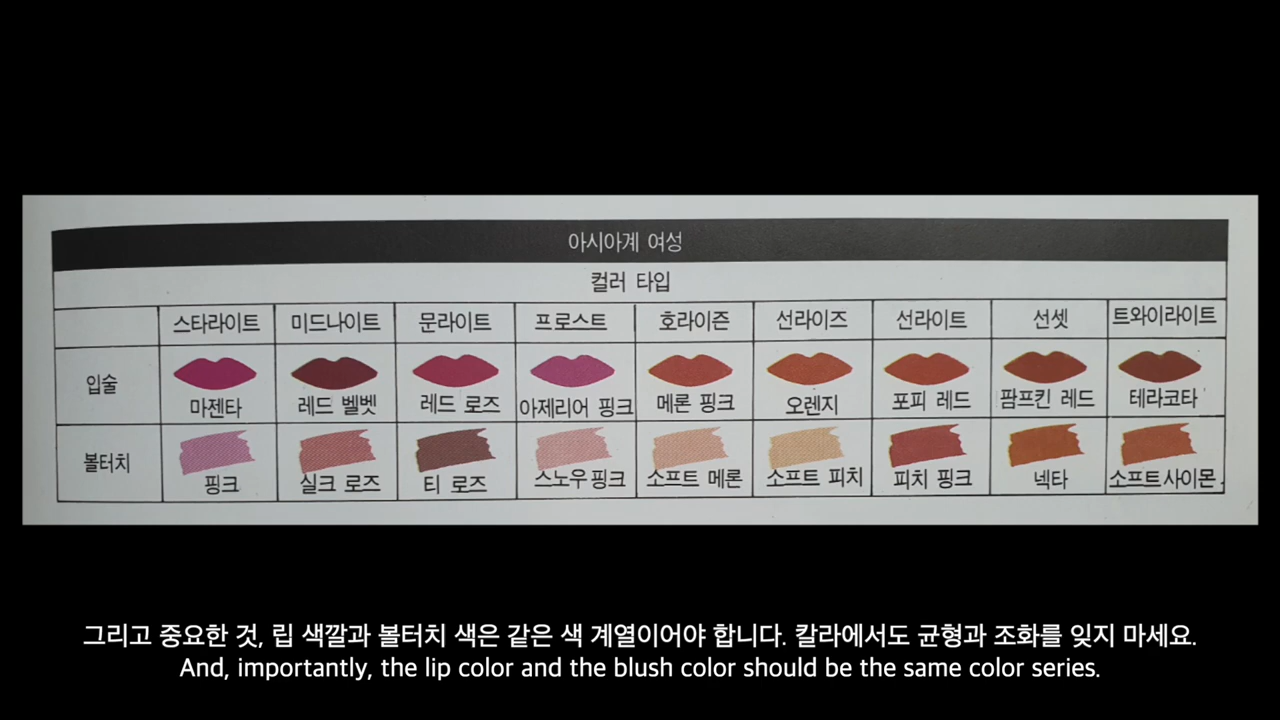 아시아계 여성
컬러 타입
스타라이트 미드나이트 문라이트 프로스트 호라이즌 선라이즈 선라이트 선셋 트와이라이트
입술 마젠타 레드 벨벳 레드 로즈 아제리어 핑크 메론 핑크 오렌지 포피 레드 팜프킨 레드 테라코타
볼터치 핑크 실크 로즈 티 로즈 스노우 핑크 소프트 메론 소프트 피치 피치 핑크 넥타 소프트 사이몬
그리고 중요한 것, 립 색깔과 볼터치 색은 같은 색 계열이어야 합니다. 칼라에서도 균형과 조화를 잊지 마세요.
And, importantly, the lip color and the blush color should be the same color series.